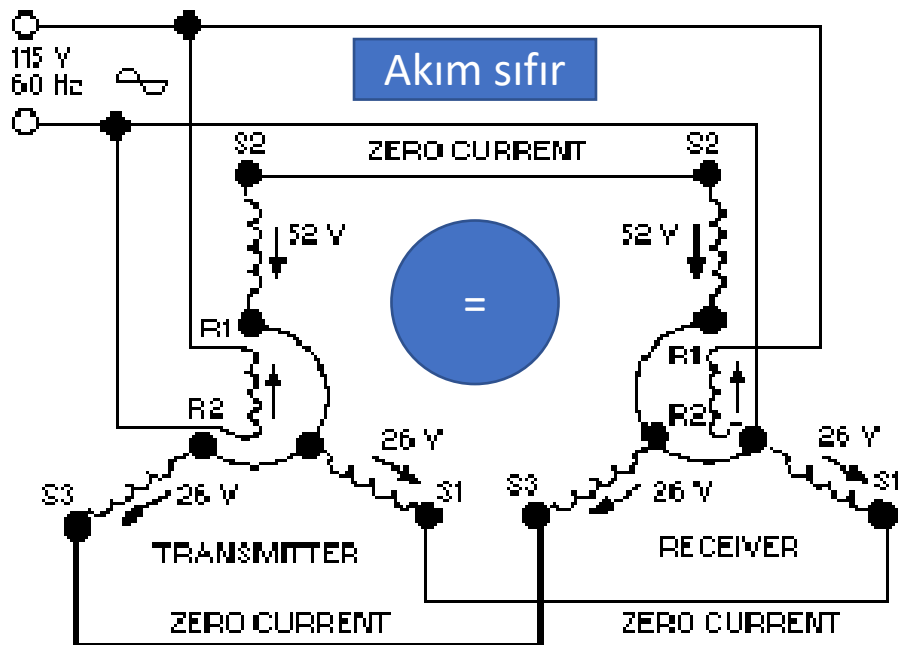 115 V
60 Hz
Akım sıfır
S2
ZERO CURRENT
S2
52 V
52 V
=
R1
R1
R2
R2
26 V
26 V
S3
26 V
S1
S3
26 V
S1
TRANSMITTER
RECEIVER
ZERO CURRENT
ZERO CURRENT